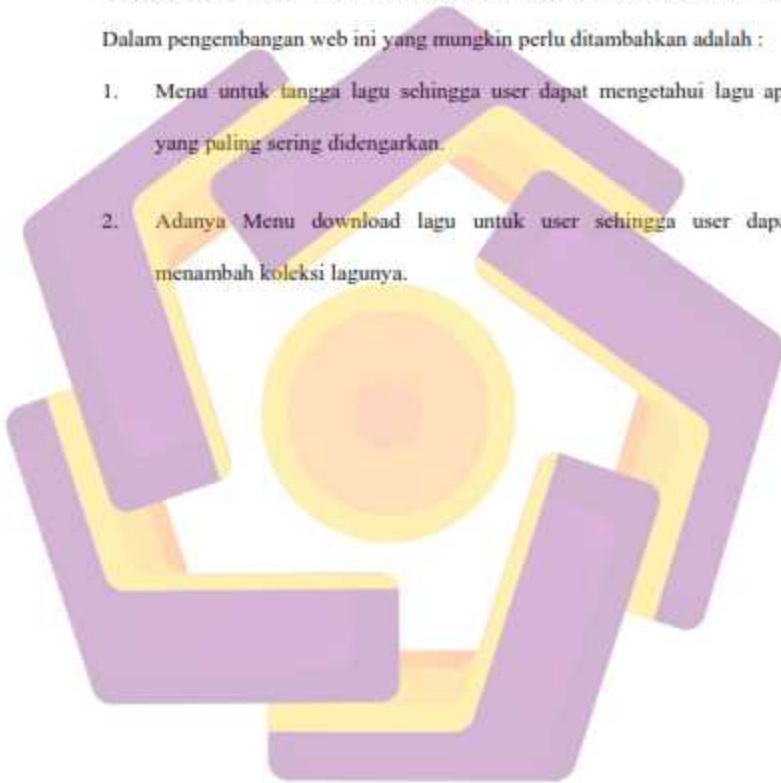 Dalam pengembangan web ini yang mungkin perlu ditambahkan adalah :
1. Menu untuk tangga lagu sehingga user dapat mengetahui lagu
yang paling sering didengarkan.
2. Adanya Menu download lagu untuk user sehingga user
menambah koleksi lagunya.